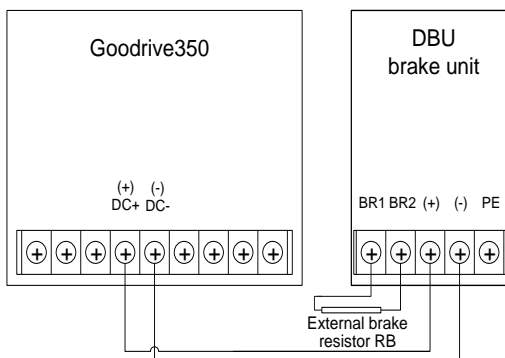 Goodrive350
DBU
brake unit
(+) (-)
DC+ DC-
BR1 BR2 (+) (-) PE
External brake
resistor RB